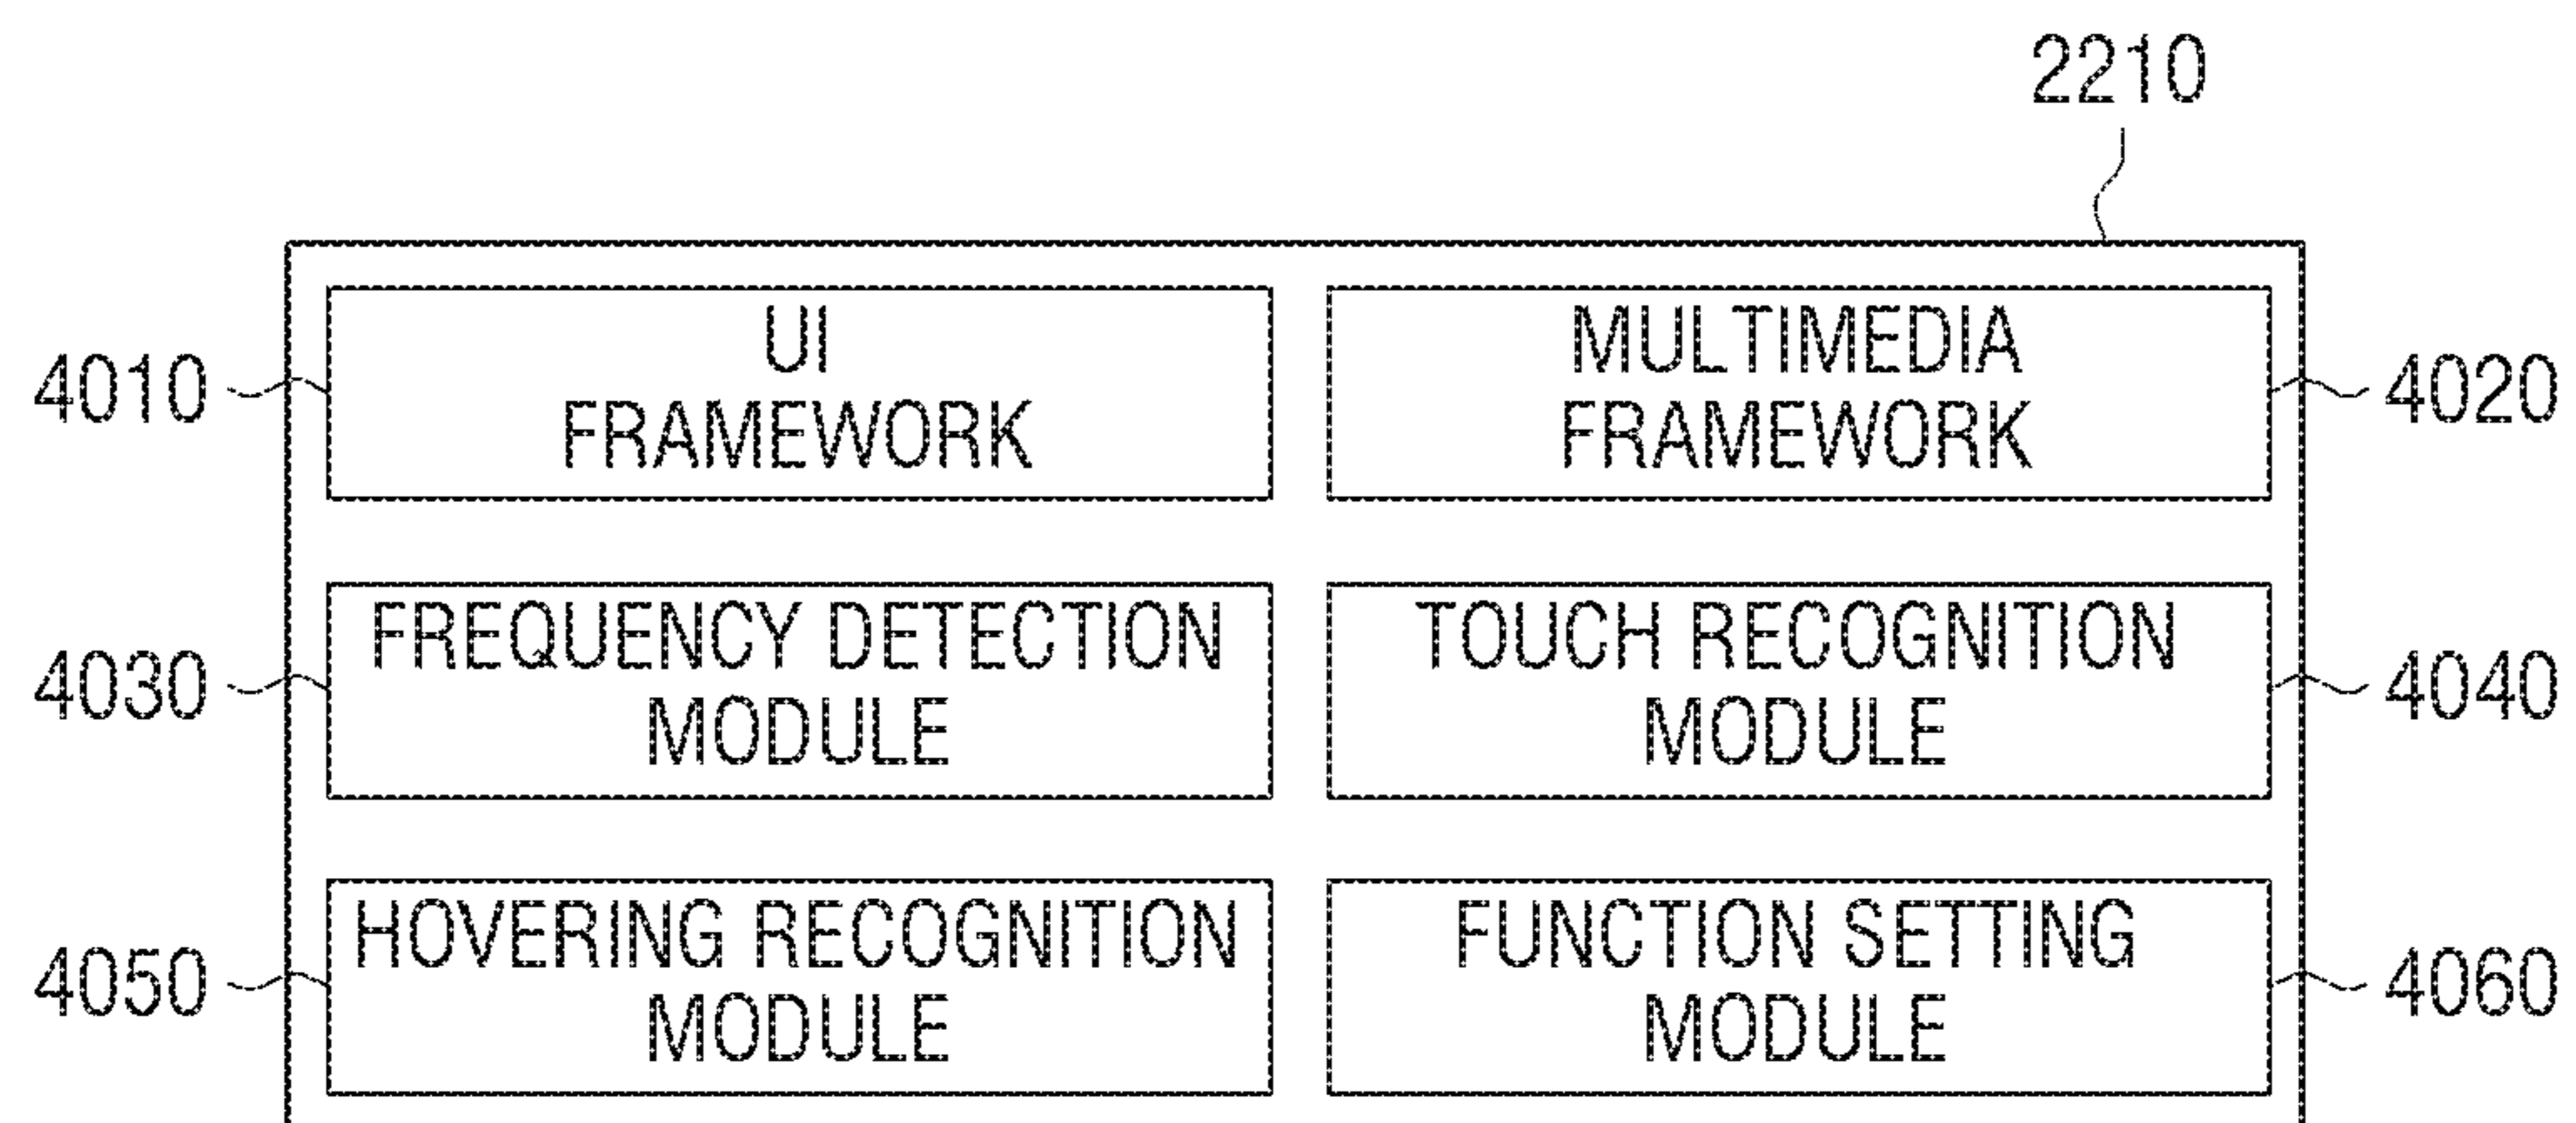 2210
4010
UI
FRAMEWORK
MULTIMEDIA
FRAMEWORK
4020
4030
FREQUENCY DETECTION
MODULE
TOUCH RECOGNITION
MODULE
4040
4050
HOVERING RECOGNITION
MODULE
FUNCTION SETTING
MODULE
4060